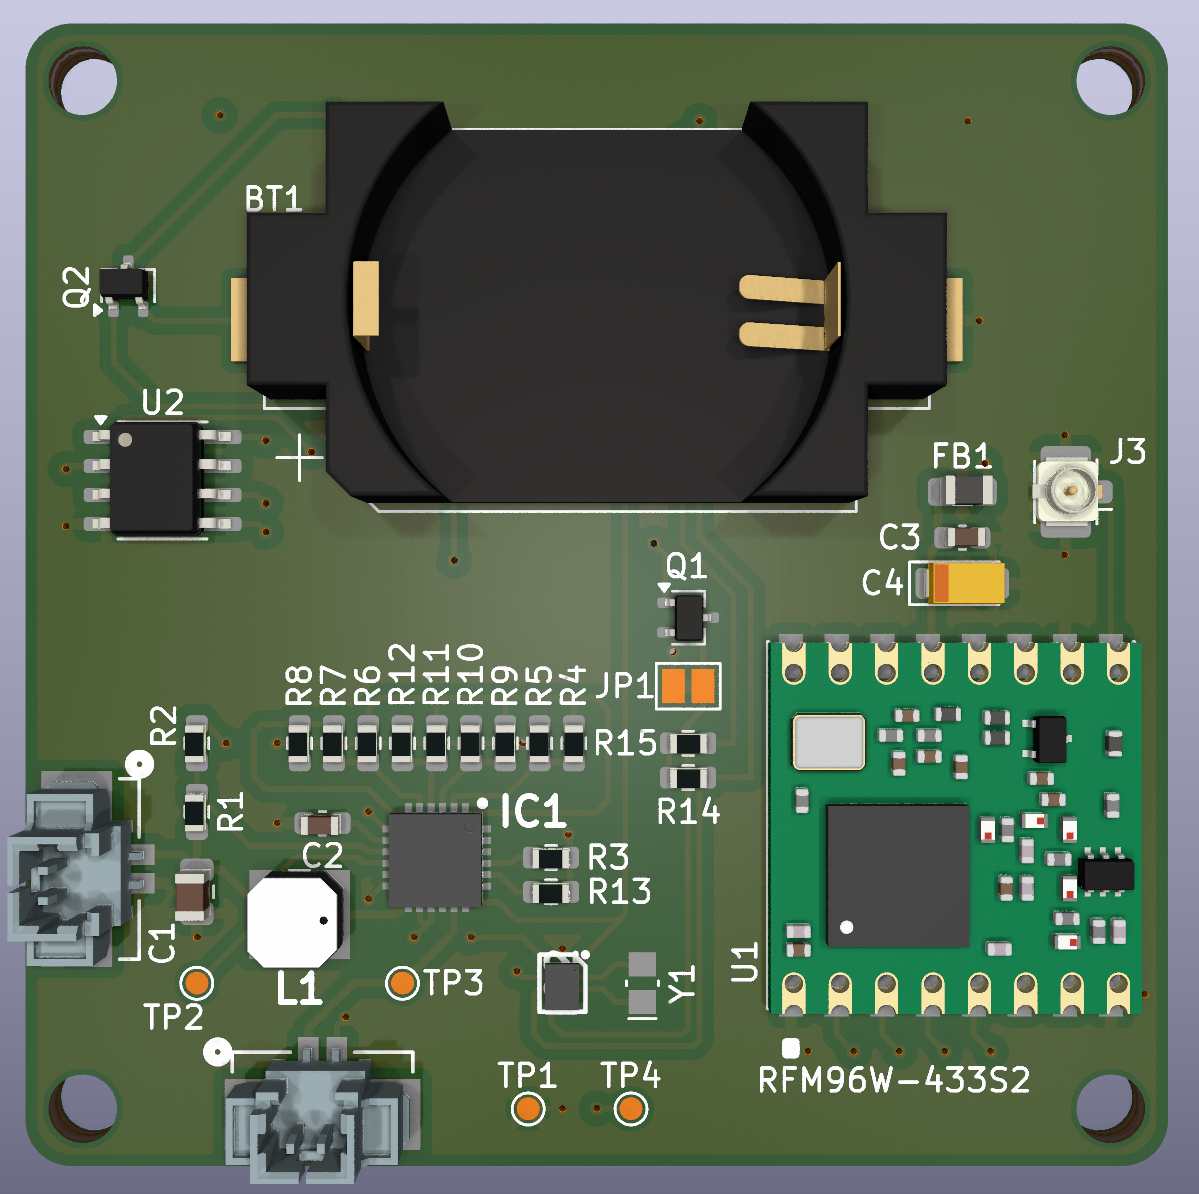 BT1
Q2
U2
FB1
J3
C3
Q1
C4
R8
R7
R6
R12
R11
R10
R9
R5
R4
JP1
R2
R15
R1
IC1
R14
C2
R3
R13
C1
U1
L1
TP3
Y1
TP2
TP1
TP4
RFM96W-433S2